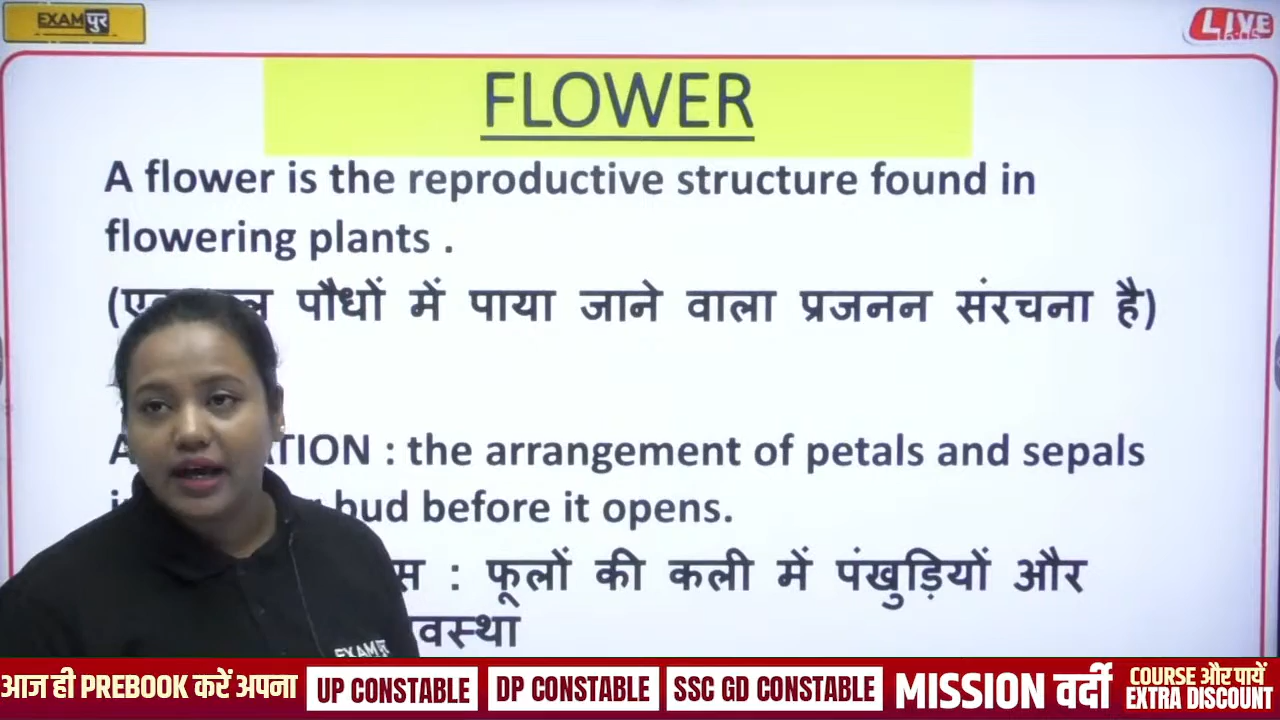 EXAMपुर
LIVE
FLOWER
A flower is the reproductive structure found in
flowering plants .
पौधों में पाया जाने वाला प्रजनन संरचना है)
: the arrangement of petals and sepals
bud before it opens.
: फूलों की कली में पंखुड़ियों और
EXAMपुर
आज ही PREBOOK करें अपना UP CONSTABLE DP CONSTABLE SSC GD CONSTABLE MISSION वर्दी COURSE और पायें
EXTRA DISCOUNT